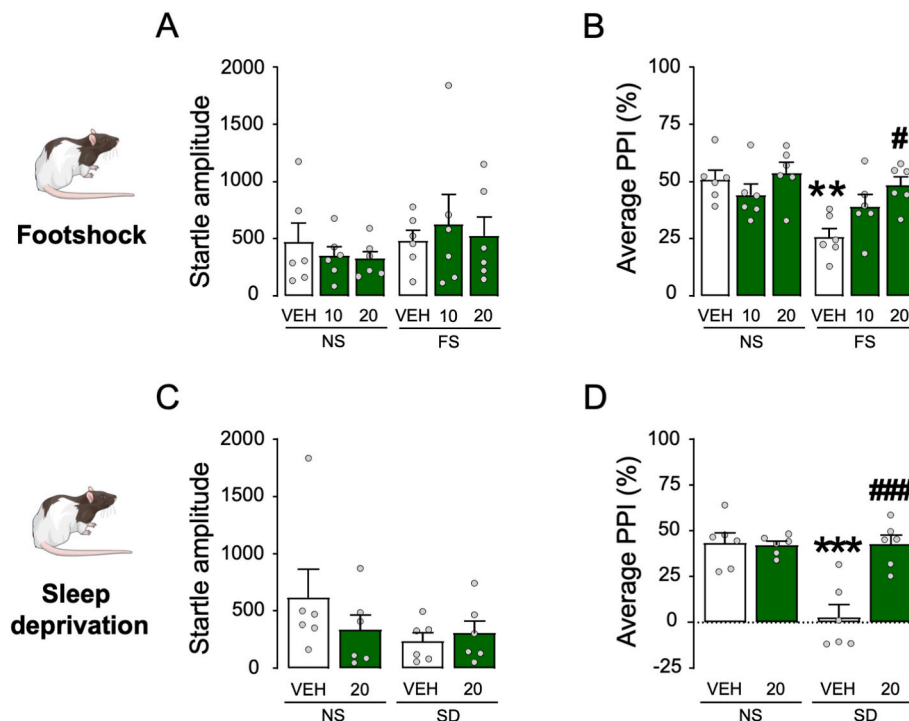 A
B
2000
1500
1000
500
0
Startle amplitude
VEH 10 20 VEH 10 20
NS FS
100
75
50
25
0
Average PPI (%)
**
#
VEH 10 20 VEH 10 20
NS FS
Footshock
C
D
2000
1500
1000
500
0
Startle amplitude
VEH 20 VEH 20
NS SD
100
75
50
25
0
-25
Average PPI (%)
***
###
VEH 20 VEH 20
NS SD
Sleep
deprivation